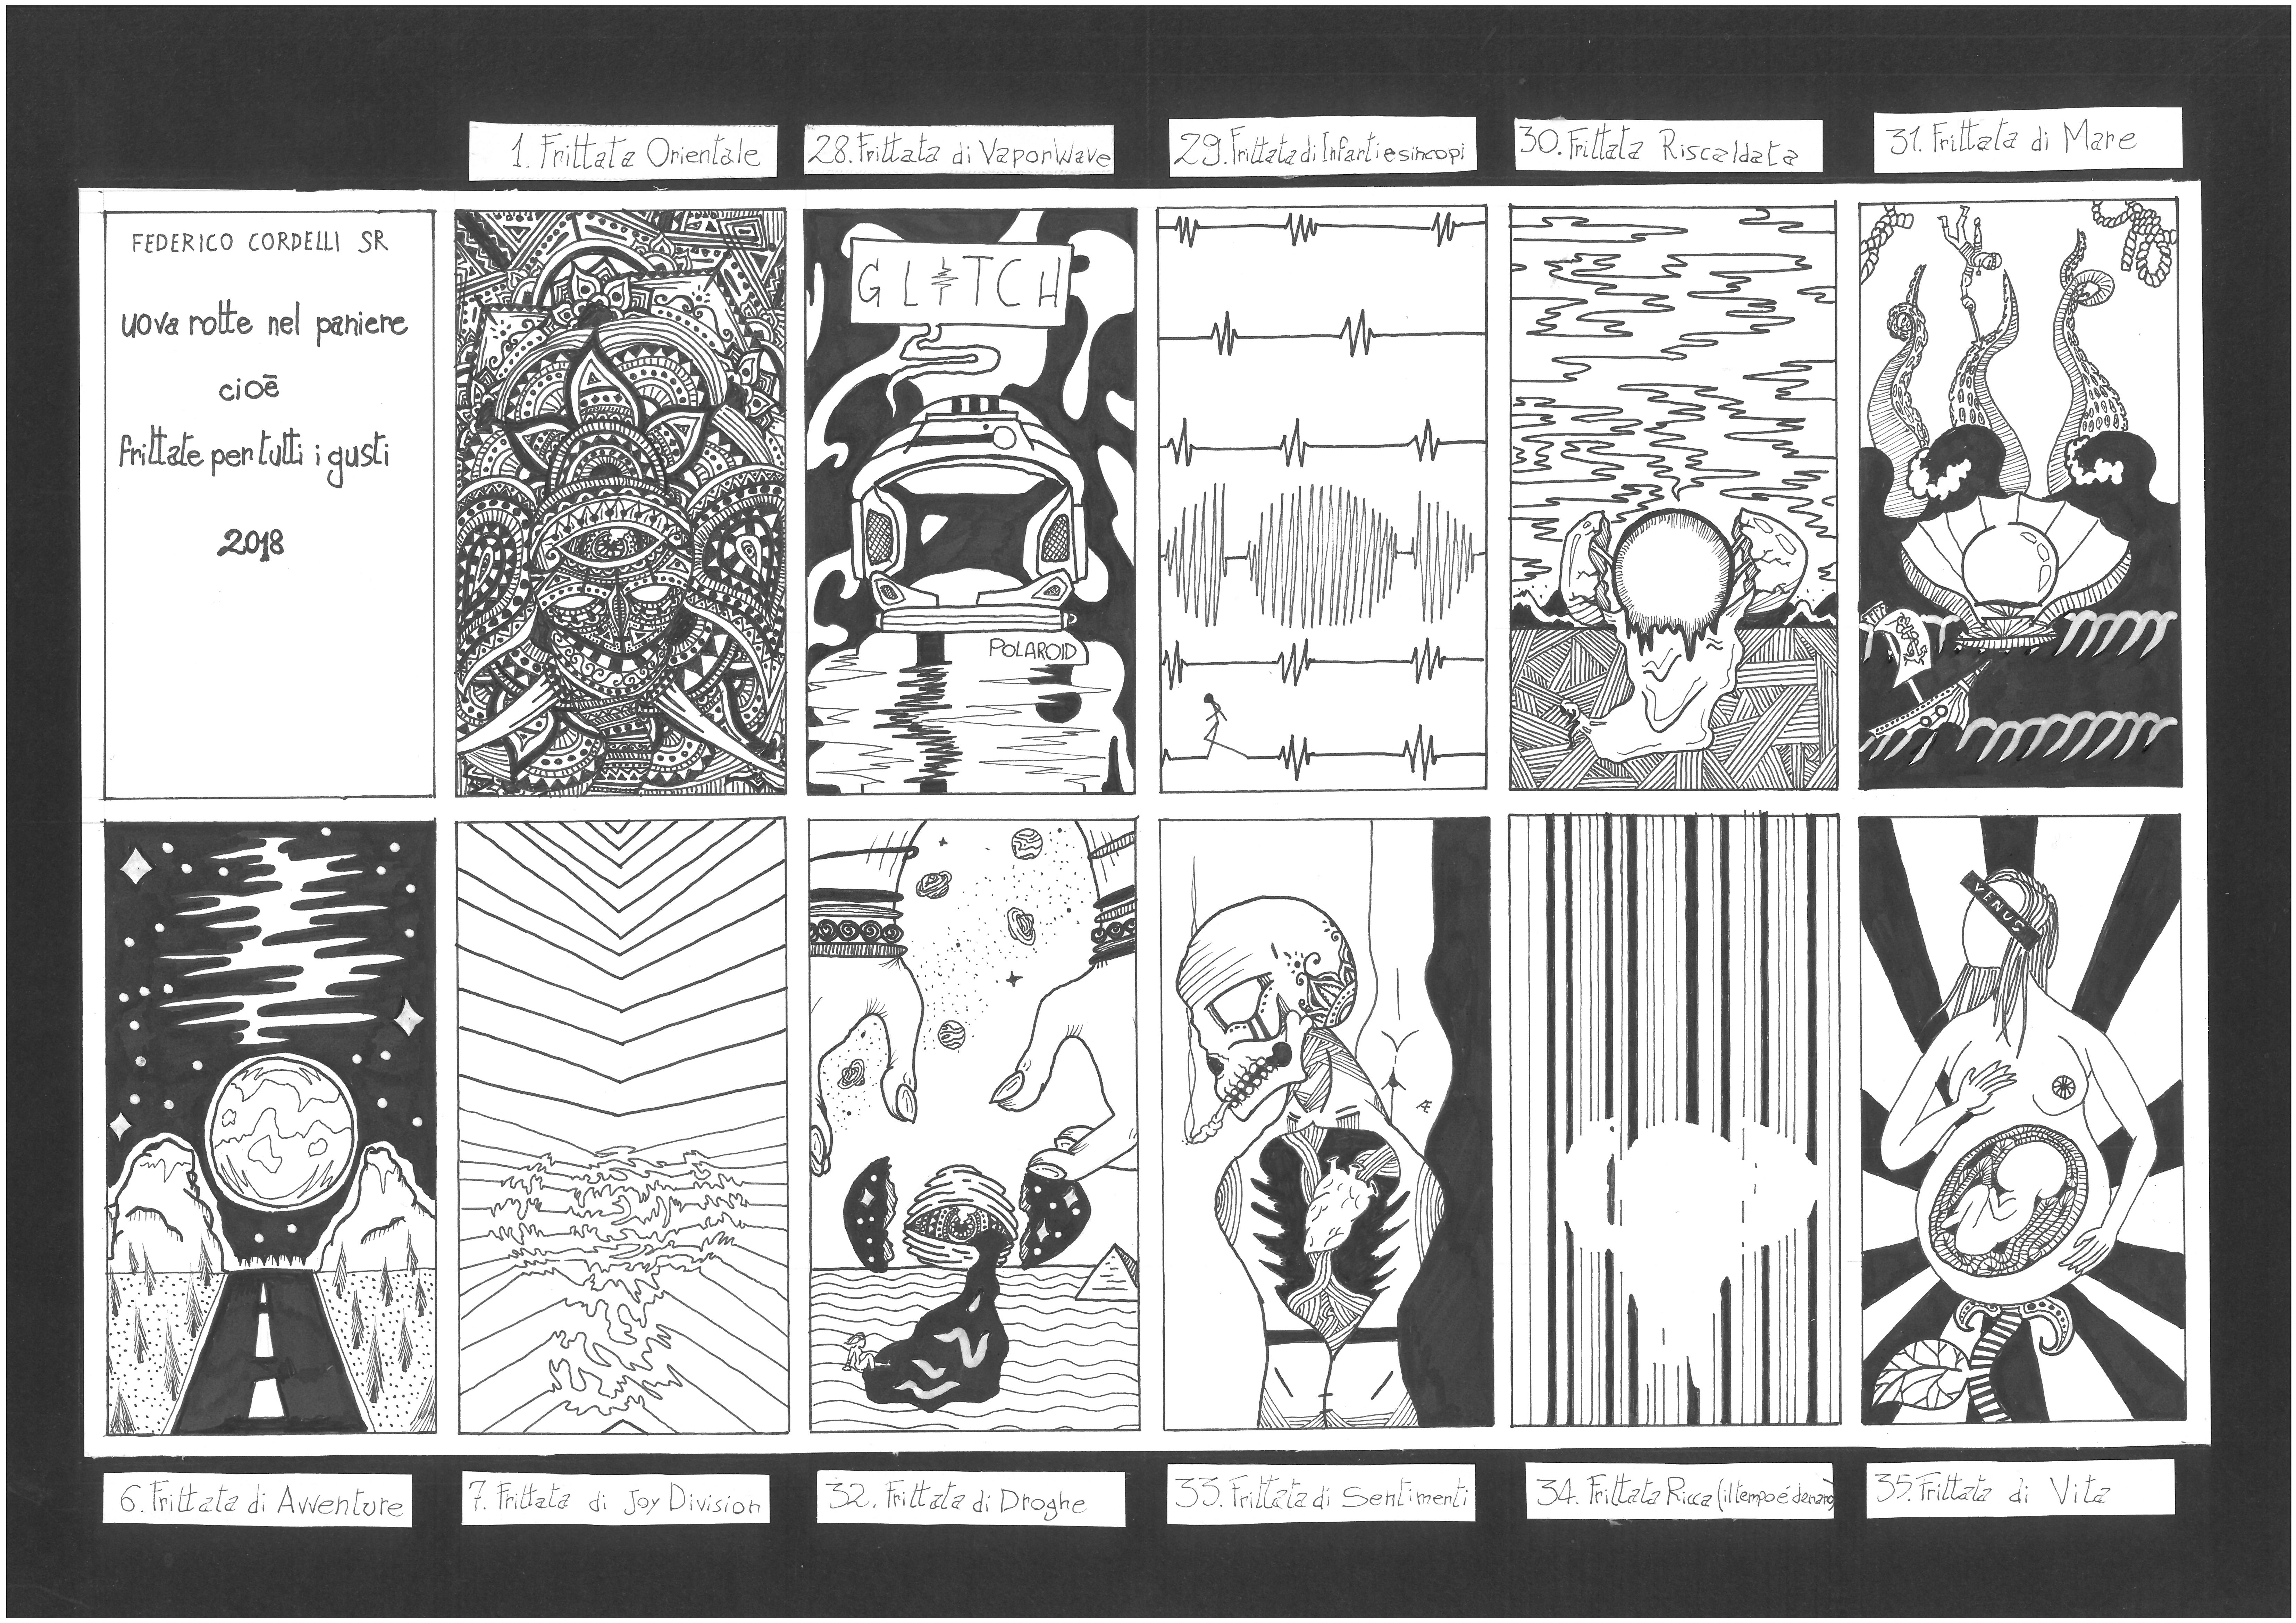 1. Frittata Orientale
28. Frittata di VaporWave
29. Frittata di Infarti e sincopi
30. Frittata Riscaldata
31. Frittata di Mare
FEDERICO CORDELLI SR
uova rotte nel paniere
cioē
frittate per tutti i gusti
2018
GLITCH
POLAROID
VENUS
Æ
6. Frittata di Avventure
7. Frittata di Joy Division
32. Frittata di Droghe
33. Frittata di Sentimenti
34. Frittata Ricca (il tempo é denaro)
35. Frittata di Vita